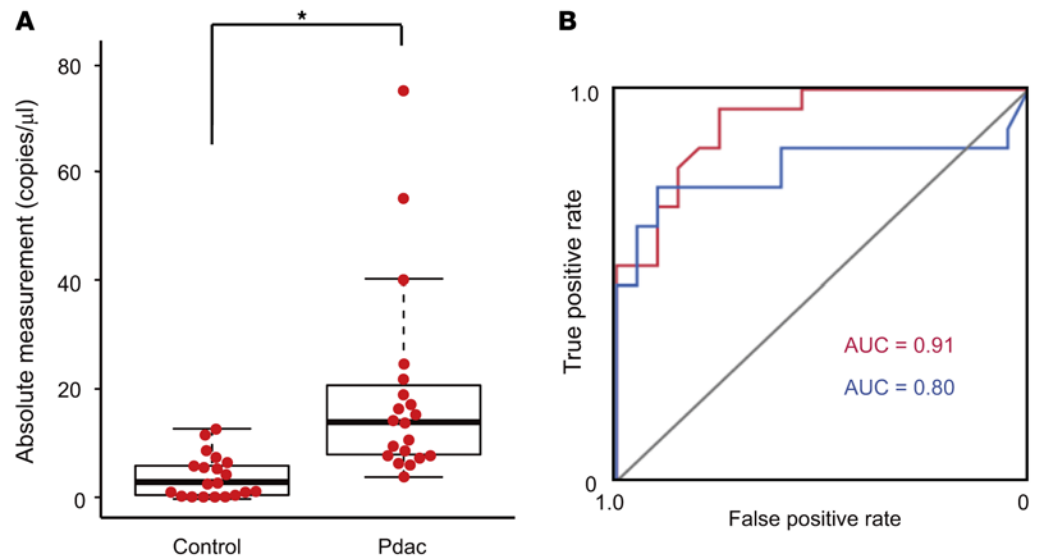 A
*
Absolute measurement (copies/μl)
80
60
40
20
0
Control
Pdac
B
True positive rate
1.0
0
AUC = 0.91
AUC = 0.80
1.0
0
False positive rate